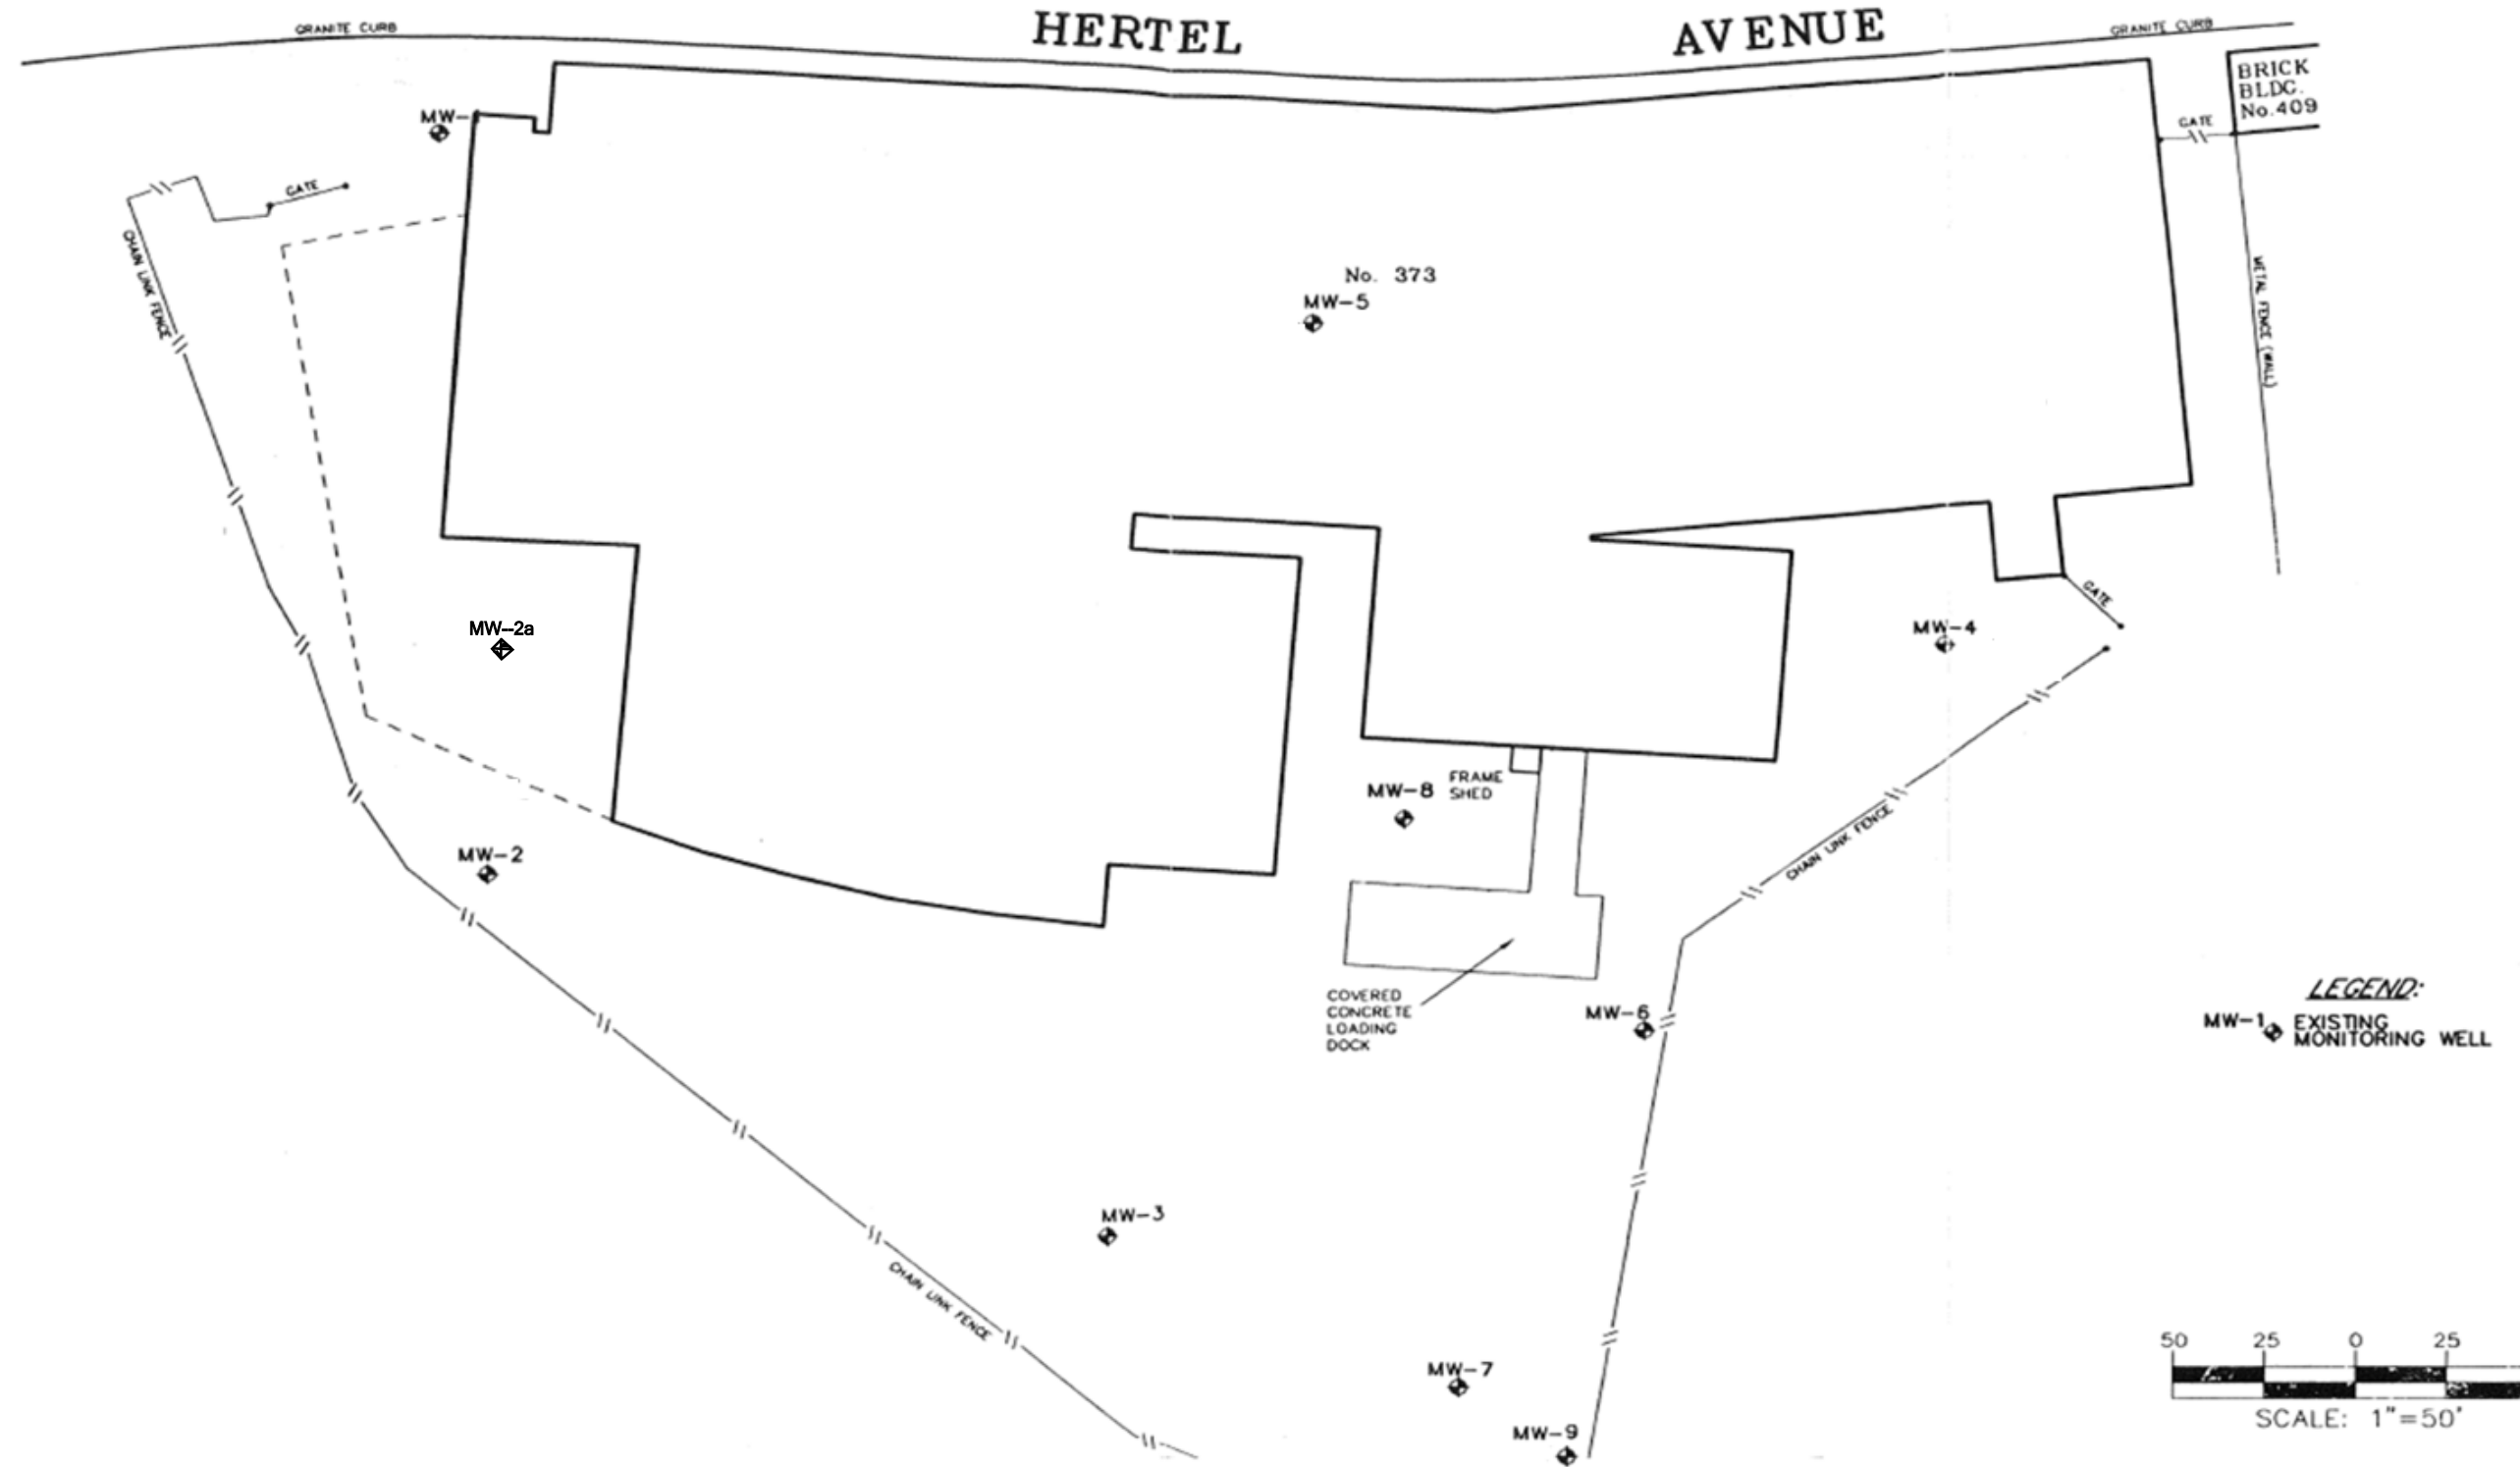 GRANITE CURB
HERTEL AVENUE
GRANITE CURB
BRICK
BLDG.
No.409
MW-
GATE
GATE
CHAIN LINK FENCE
No. 373
MW-5
METAL FENCE (WALL)
GATE
MW-2a
MW-4
FRAME
SHED
MW-8
CHAIN LINK FENCE
MW-2
COVERED
CONCRETE
LOADING
DOCK
MW-6
LEGEND:
MW-1 EXISTING
MONITORING WELL
MW-3
CHAIN LINK FENCE
MW-7
MW-9
50 25 0 25
SCALE: 1"=50'